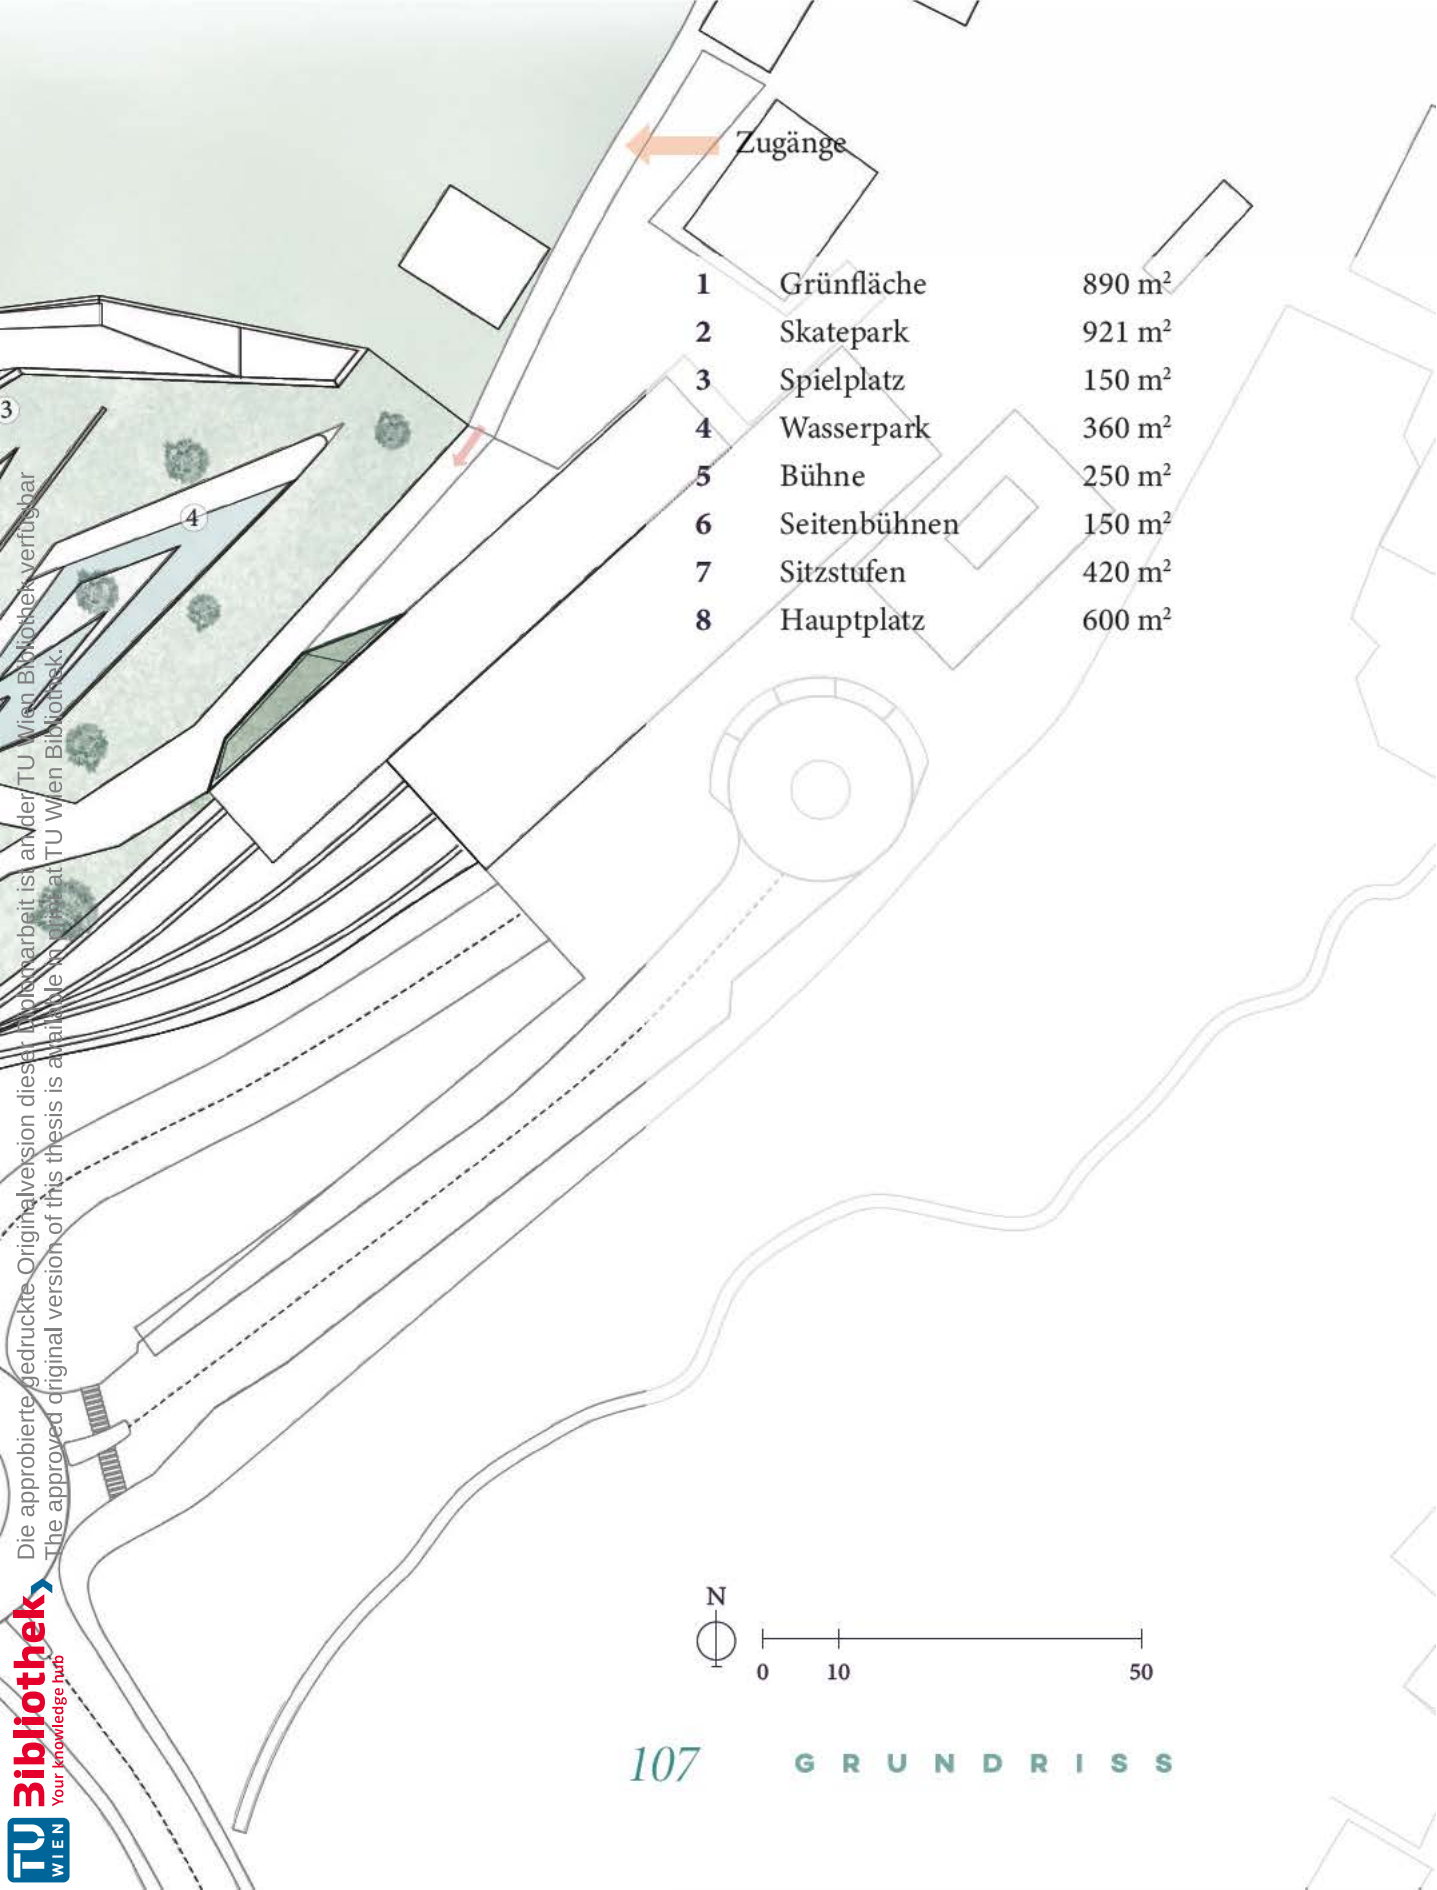 Zugänge
1 Grünfläche 890 m²
2 Skatepark 921 m²
3 Spielplatz 150 m²
4 Wasserpark 360 m²
5 Bühne 250 m²
6 Seitenbühnen 150 m²
7 Sitzstufen 420 m²
8 Hauptplatz 600 m²
3
4
N
0 10 50
107 GRUNDRISS
Die approbierte gedruckte Originalversion dieser Diplomarbeit ist an der TU Wien Bibliothek verfügbar
The approved original version of this thesis is available in print at TU Wien Bibliothek.
TU WIEN Bibliothek
Your knowledge hub